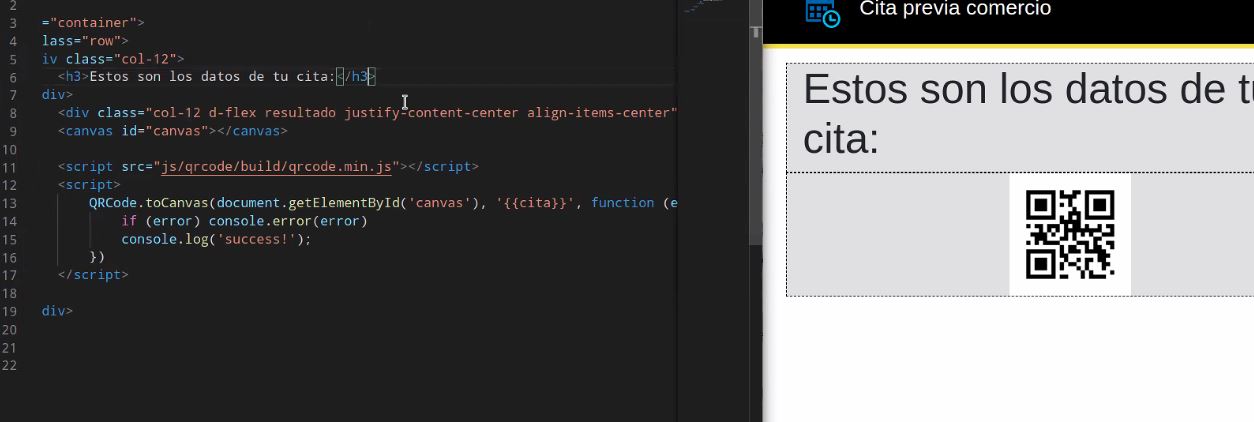 2
3 ="container">
4 lass="row">
5 iv class="col-12">
6 <h3>Estos son los datos de tu cita:</h3>
7 div>
8 <div class="col-12 d-flex resultado justify-content-center align-items-center"
9 <canvas id="canvas"></canvas>
10
11 <script src="js/qrcode/build/qrcode.min.js"></script>
12 <script>
13 QRCode.toCanvas(document.getElementById('canvas'), '{{cita}}', function (e
14 if (error) console.error(error)
15 console.log('success!');
16 })
17 </script>
18
19 div>
20
21
22
Cita previa comercio
Estos son los datos de tu
cita: